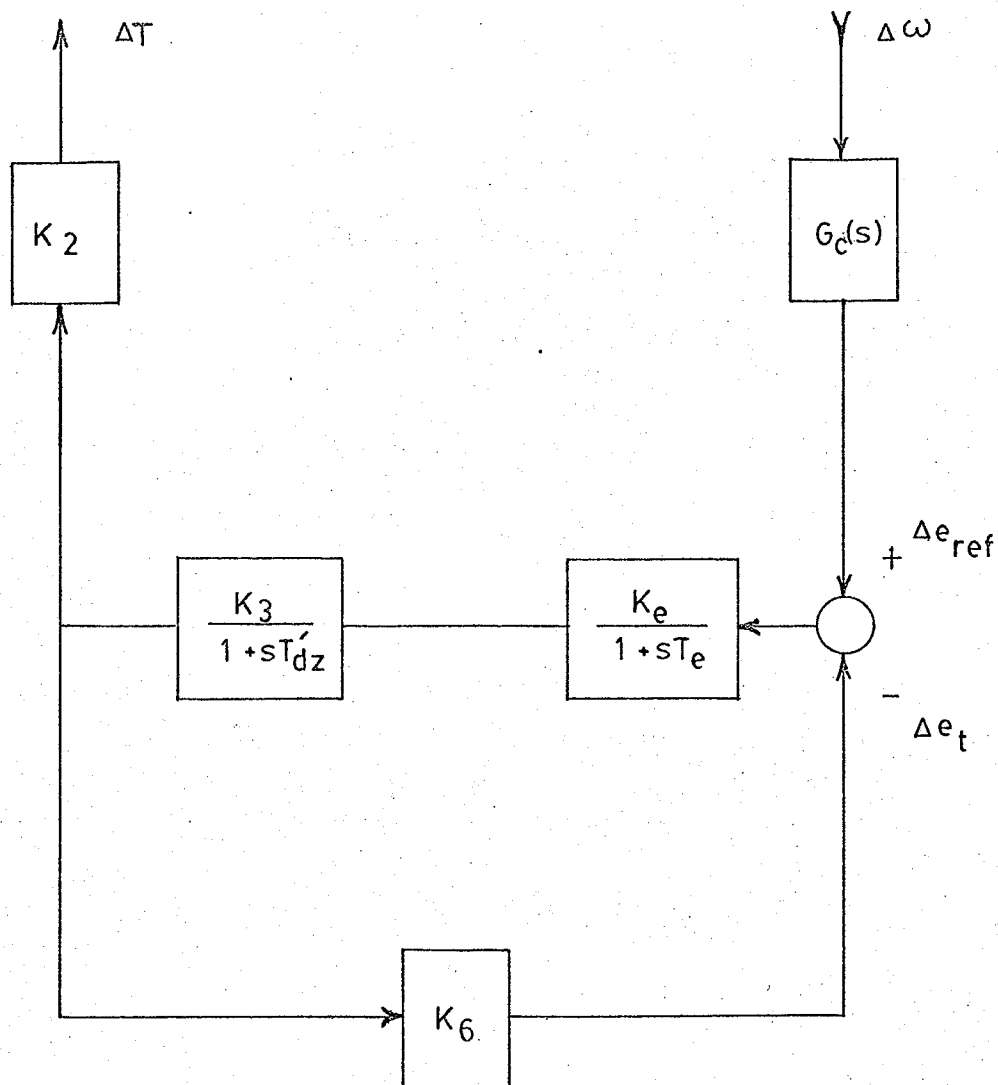 ΔT
Δω
K2
Gc(s)
+ Δeref
K3
1 + sT′dz
Ke
1 + sTe
−
Δet
K6